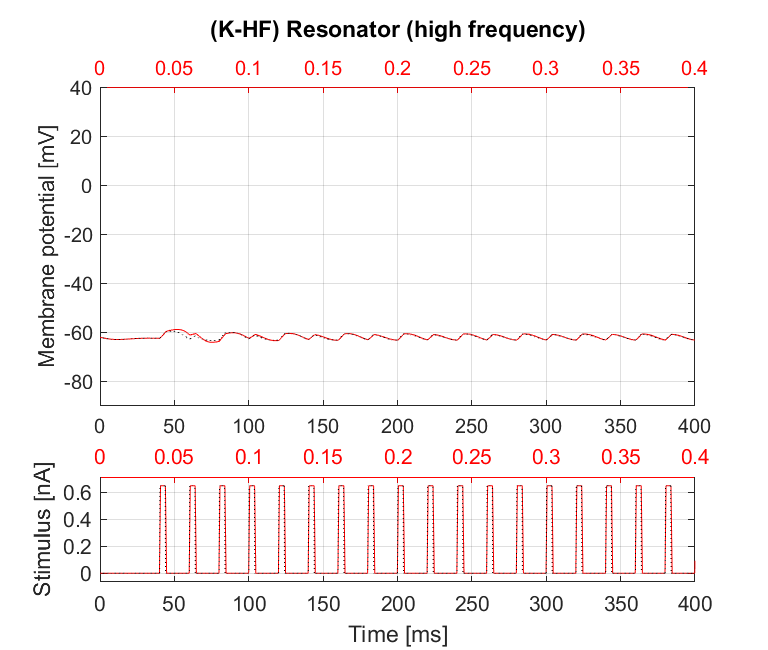 (K-HF) Resonator (high frequency)
0 0.05 0.1 0.15 0.2 0.25 0.3 0.35 0.4
40
20
0
-20
-40
-60
-80
Membrane potential [mV]
0 50 100 150 200 250 300 350 400
0 0.05 0.1 0.15 0.2 0.25 0.3 0.35 0.4
0.6
0.4
0.2
0
Stimulus [nA]
0 50 100 150 200 250 300 350 400
Time [ms]